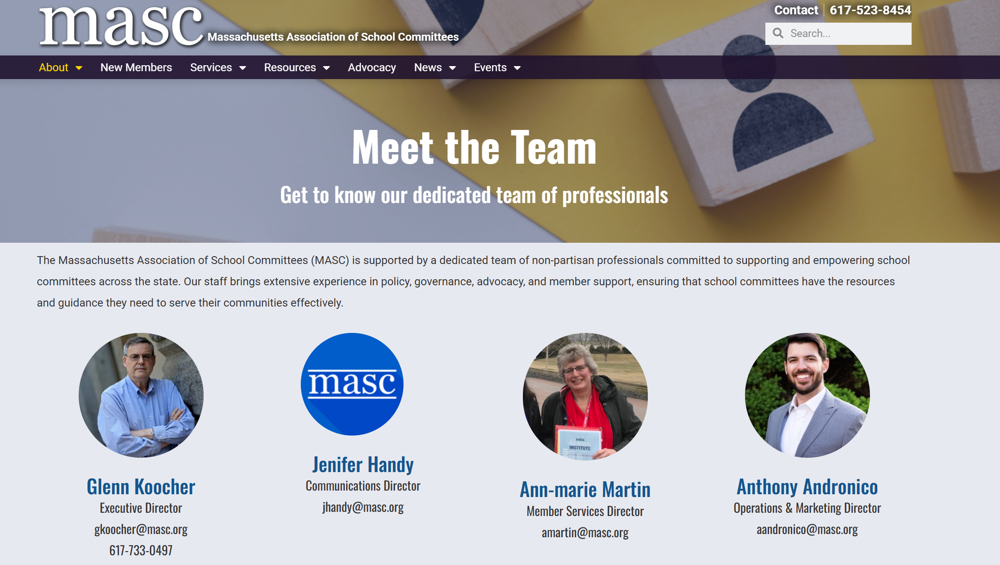 masc Massachusetts Association of School Committees
Contact 617-523-8454
Search...
About New Members Services Resources Advocacy News Events
Meet the Team
Get to know our dedicated team of professionals
The Massachusetts Association of School Committees (MASC) is supported by a dedicated team of non-partisan professionals committed to supporting and empowering school
committees across the state. Our staff brings extensive experience in policy, governance, advocacy, and member support, ensuring that school committees have the resources
and guidance they need to serve their communities effectively.
Glenn Koocher
Executive Director
gkoocher@masc.org
617-733-0497
masc
Jenifer Handy
Communications Director
jhandy@masc.org
nsba
Advocacy
INSTITUTE
Ann-marie Martin
Member Services Director
amartin@masc.org
Anthony Andronico
Operations & Marketing Director
aandronico@masc.org